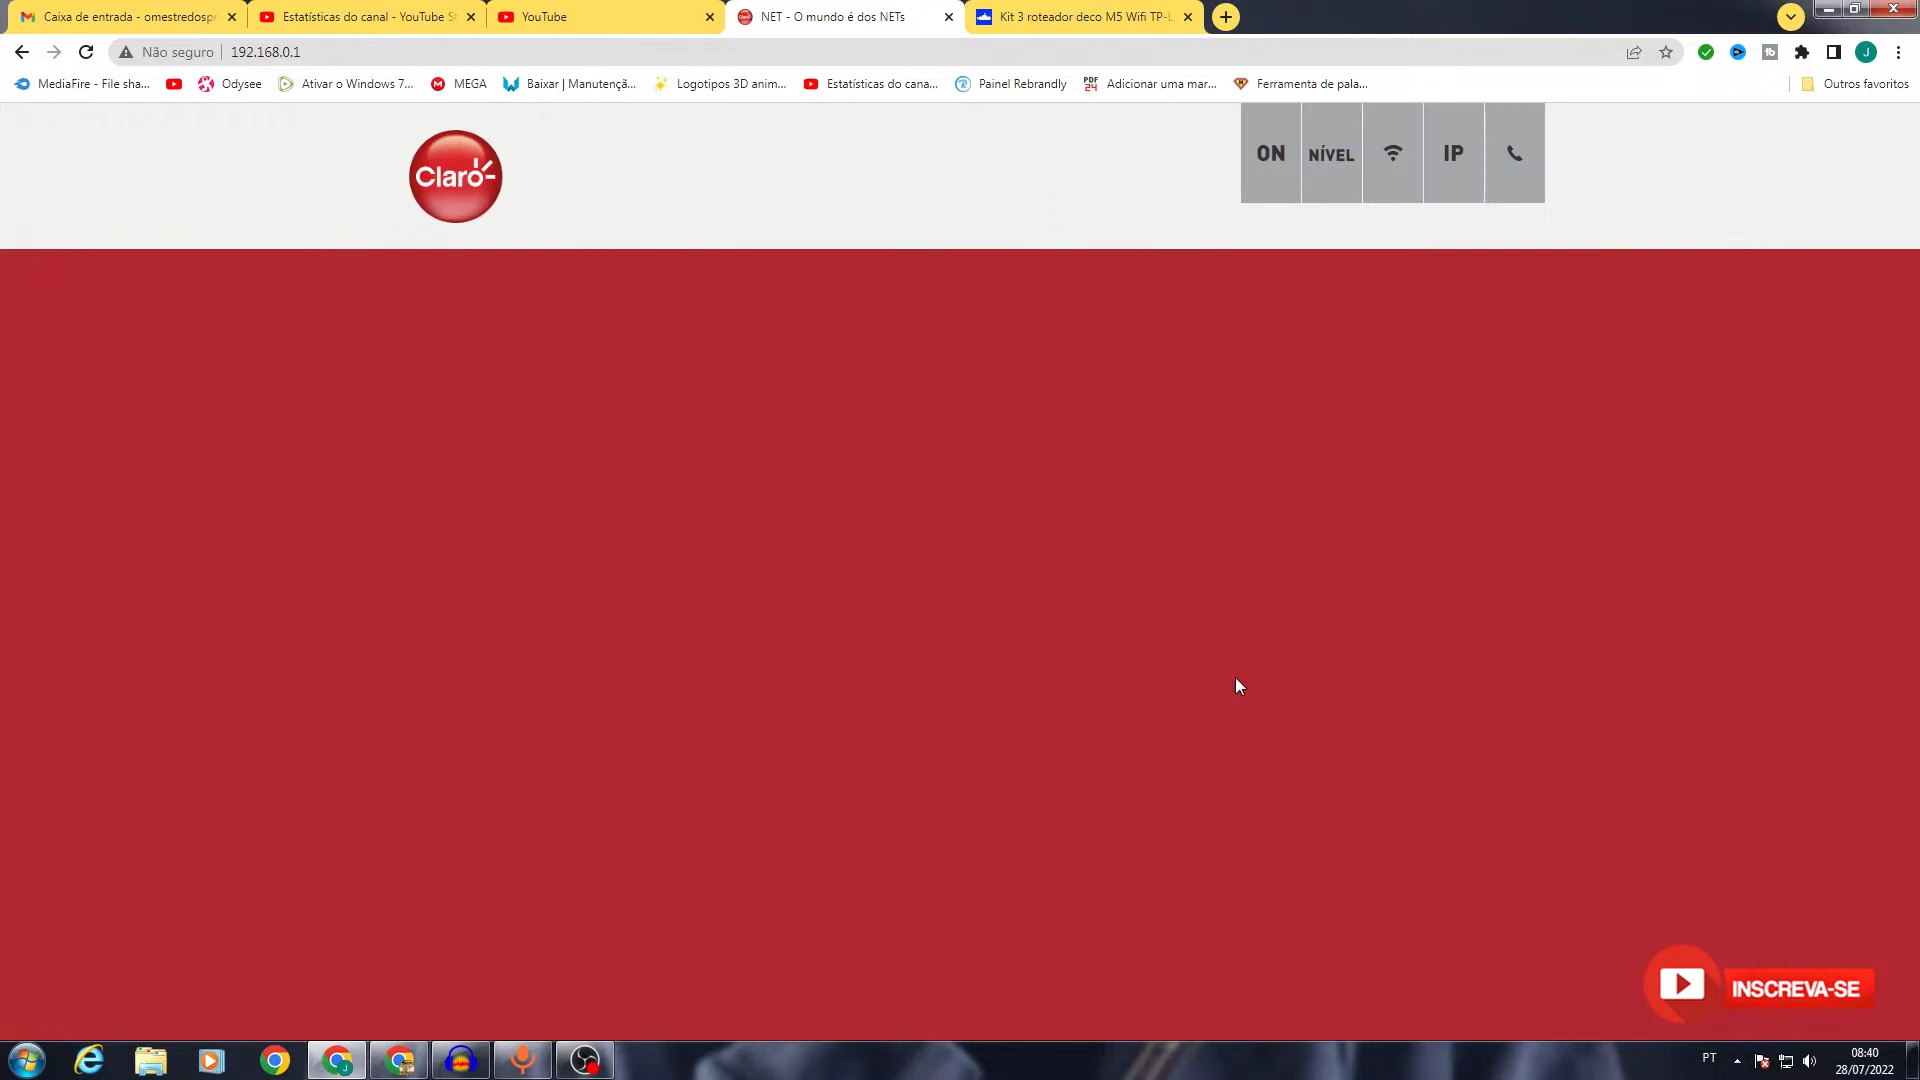 Caixa de entrada - omestredospr
Estatísticas do canal - YouTube S
YouTube
NET - O mundo é dos NETs
Kit 3 roteador deco M5 Wifi TP-L
Não seguro
192.168.0.1
J
MediaFire - File sha...
Odysee
Ativar o Windows 7...
MEGA
Baixar | Manutençã...
Logotipos 3D anim...
Estatísticas do cana...
Painel Rebrandly
PDF 24
Adicionar uma mar...
Ferramenta de pala...
Outros favoritos
Claro
ON
NÍVEL
IP
INSCREVA-SE
PT
08:40
28/07/2022